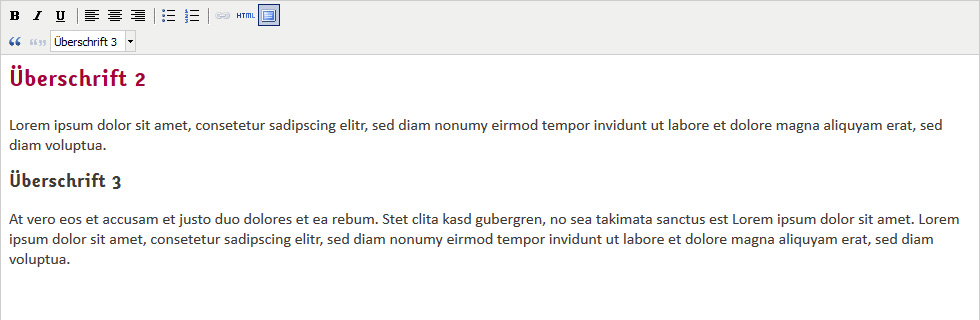 B I U HTML
Überschrift 3
Überschrift 2
Lorem ipsum dolor sit amet, consetetur sadipscing elitr, sed diam nonumy eirmod tempor invidunt ut labore et dolore magna aliquyam erat, sed
diam voluptua.
Überschrift 3
At vero eos et accusam et justo duo dolores et ea rebum. Stet clita kasd gubergren, no sea takimata sanctus est Lorem ipsum dolor sit amet. Lorem
ipsum dolor sit amet, consetetur sadipscing elitr, sed diam nonumy eirmod tempor invidunt ut labore et dolore magna aliquyam erat, sed diam
voluptua.